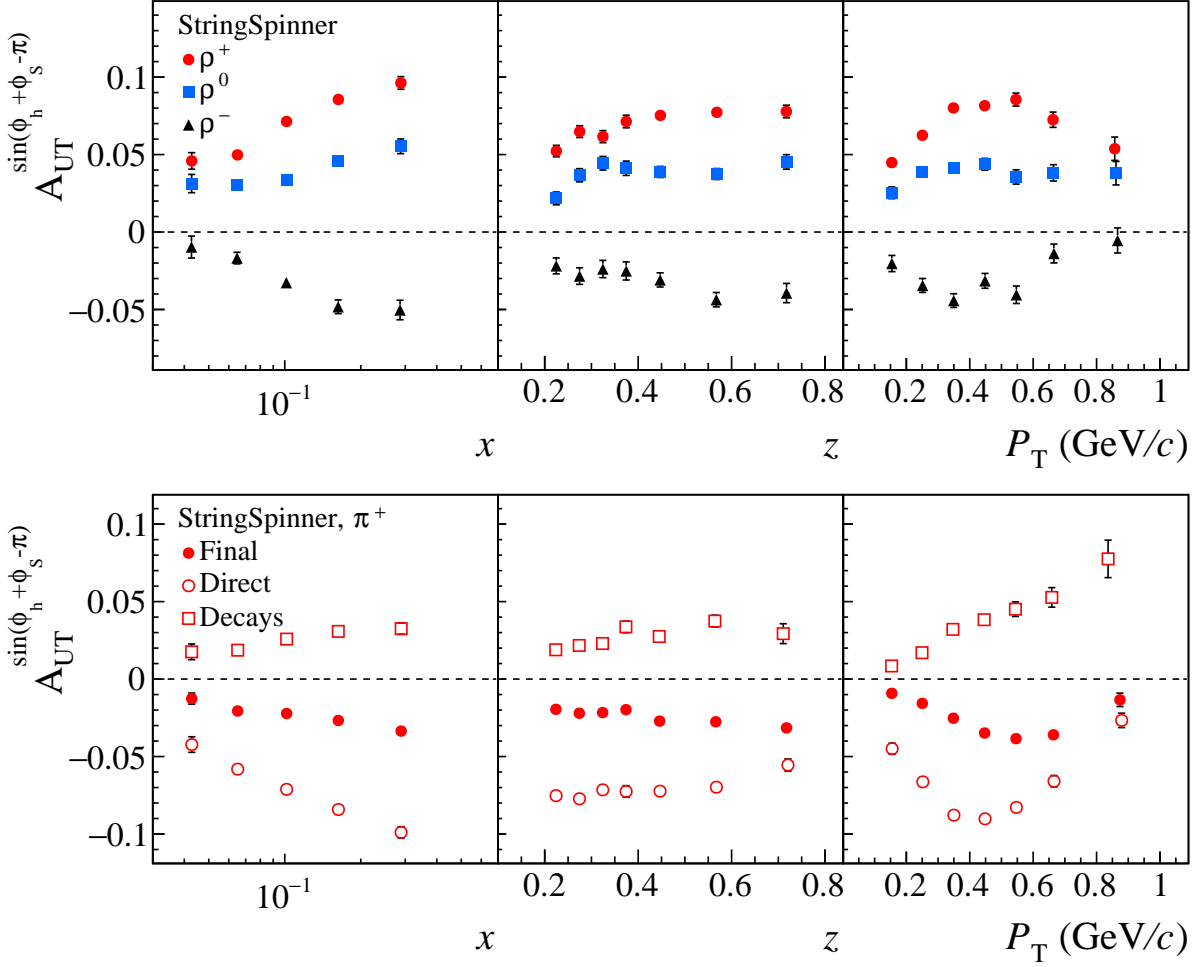 StringSpinner
ρ+
ρ0
ρ−
A_UT^sin(ϕ_h+ϕ_S-π)
0.1
0.05
0
−0.05
10−1
0.2 0.4 0.6 0.8
0.2 0.4 0.6 0.8 1
x
z
P_T (GeV/c)
StringSpinner, π+
Final
Direct
Decays
A_UT^sin(ϕ_h+ϕ_S-π)
0.1
0.05
0
−0.05
−0.1
10−1
0.2 0.4 0.6 0.8
0.2 0.4 0.6 0.8 1
x
z
P_T (GeV/c)